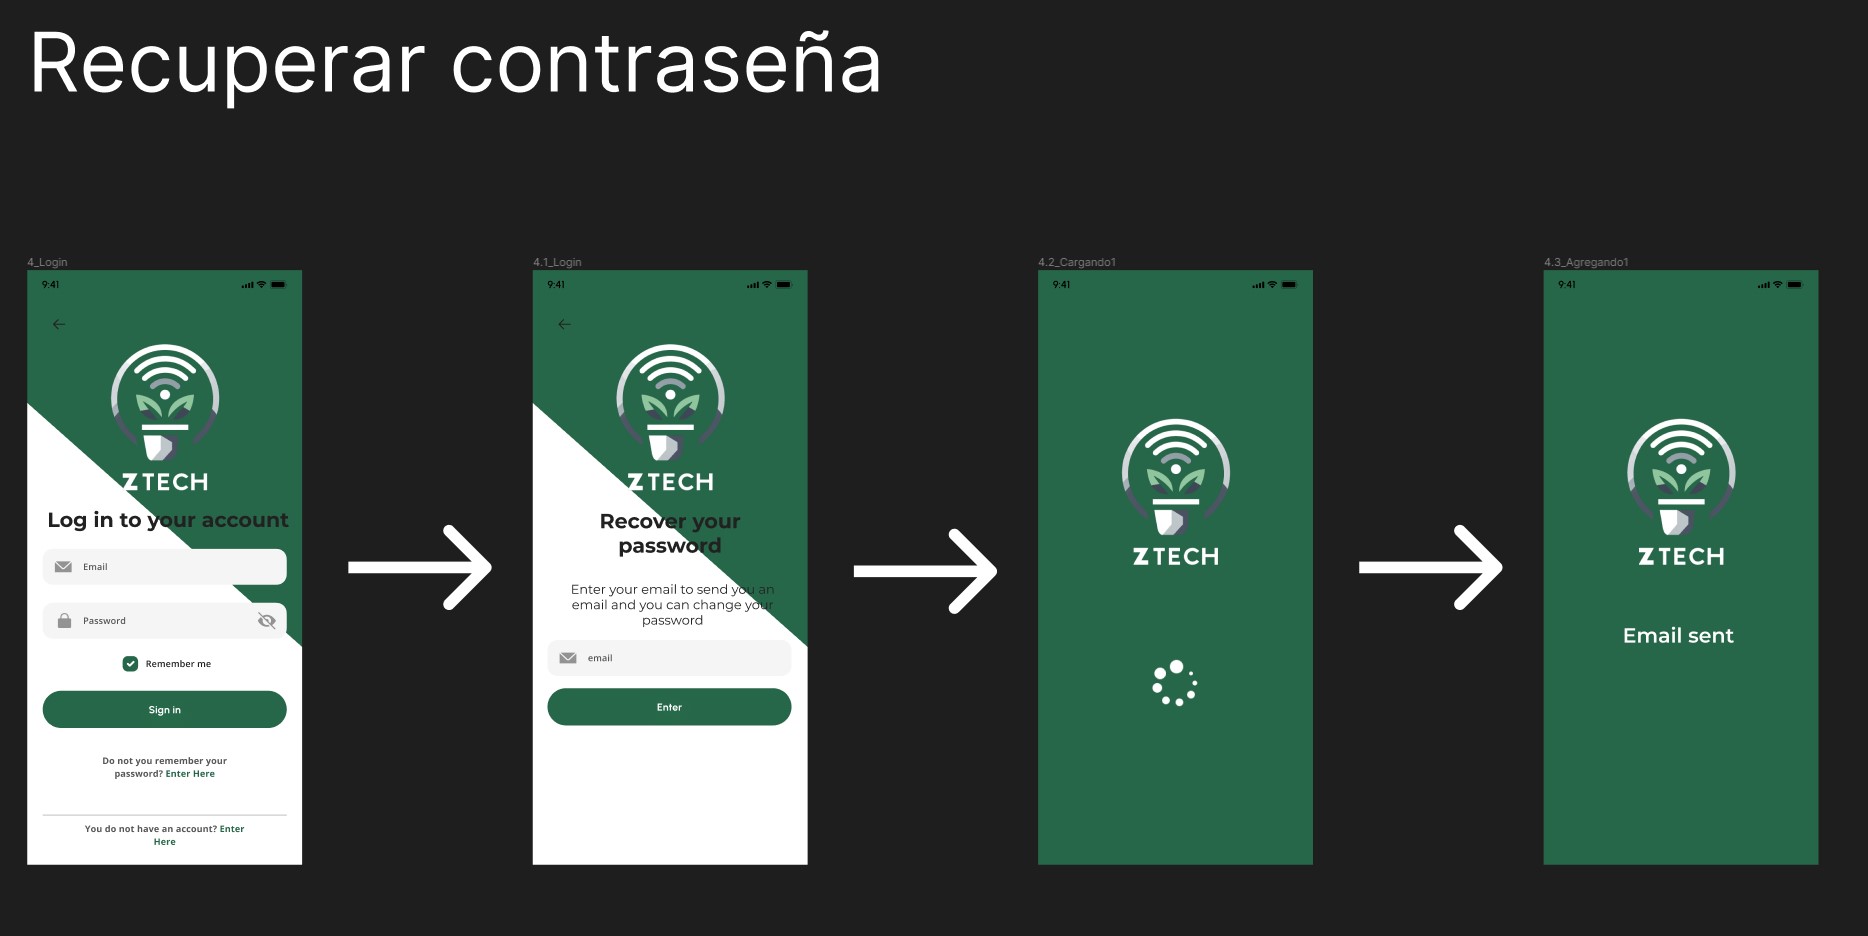 Recuperar contraseña
4_Login
9:41
ZTECH
Log in to your account
Email
Password
Remember me
Sign in
Do not you remember your
password? Enter Here
You do not have an account? Enter
Here
4.1_Login
9:41
ZTECH
Recover your
password
Enter your email to send you an
email and you can change your
password
email
Enter
4.2_Cargando1
9:41
ZTECH
4.3_Agregando1
9:41
ZTECH
Email sent